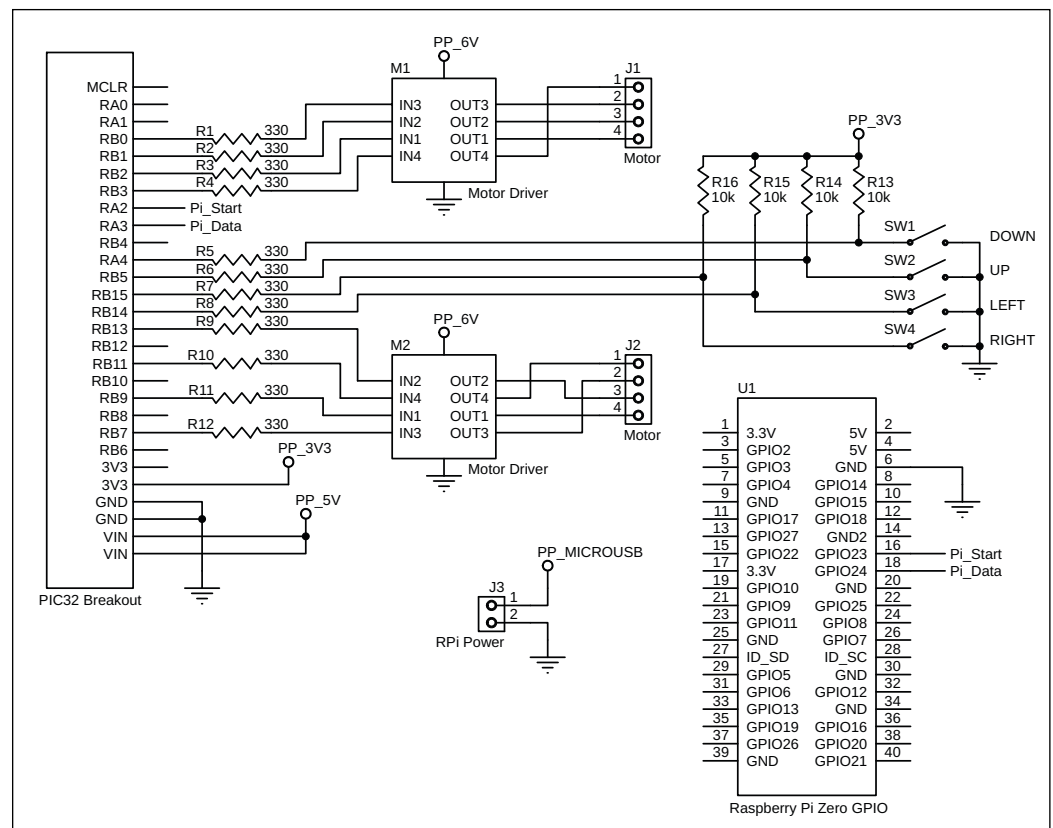 PP_6V
M1
J1
MCLR
RA0
RA1
RB0
RB1
RB2
RB3
RA2
RA3
RB4
RA4
RB5
RB15
RB14
RB13
RB12
RB11
RB10
RB9
RB8
RB7
RB6
3V3
3V3
GND
GND
VIN
VIN
PIC32 Breakout
R1 330
R2 330
R3 330
R4 330
Pi_Start
Pi_Data
R5 330
R6 330
R7 330
R8 330
R9 330
R10 330
R11 330
R12 330
PP_3V3
PP_5V
IN3 OUT3
IN2 OUT2
IN1 OUT1
IN4 OUT4
Motor Driver
1
2
3
4
Motor
PP_6V
M2
J2
IN2 OUT2
IN4 OUT4
IN1 OUT1
IN3 OUT3
Motor Driver
1
2
3
4
Motor
PP_MICROUSB
J3
1
2
RPi Power
PP_3V3
R16 R15 R14 R13
10k 10k 10k 10k
SW1 DOWN
SW2 UP
SW3 LEFT
SW4 RIGHT
U1
1 3.3V 5V 2
3 GPIO2 5V 4
5 GPIO3 GND 6
7 GPIO4 GPIO14 8
9 GND GPIO15 10
11 GPIO17 GPIO18 12
13 GPIO27 GND2 14
15 GPIO22 GPIO23 16 Pi_Start
17 3.3V GPIO24 18 Pi_Data
19 GPIO10 GND 20
21 GPIO9 GPIO25 22
23 GPIO11 GPIO8 24
25 GND GPIO7 26
27 ID_SD ID_SC 28
29 GPIO5 GND 30
31 GPIO6 GPIO12 32
33 GPIO13 GND 34
35 GPIO19 GPIO16 36
37 GPIO26 GPIO20 38
39 GND GPIO21 40
Raspberry Pi Zero GPIO